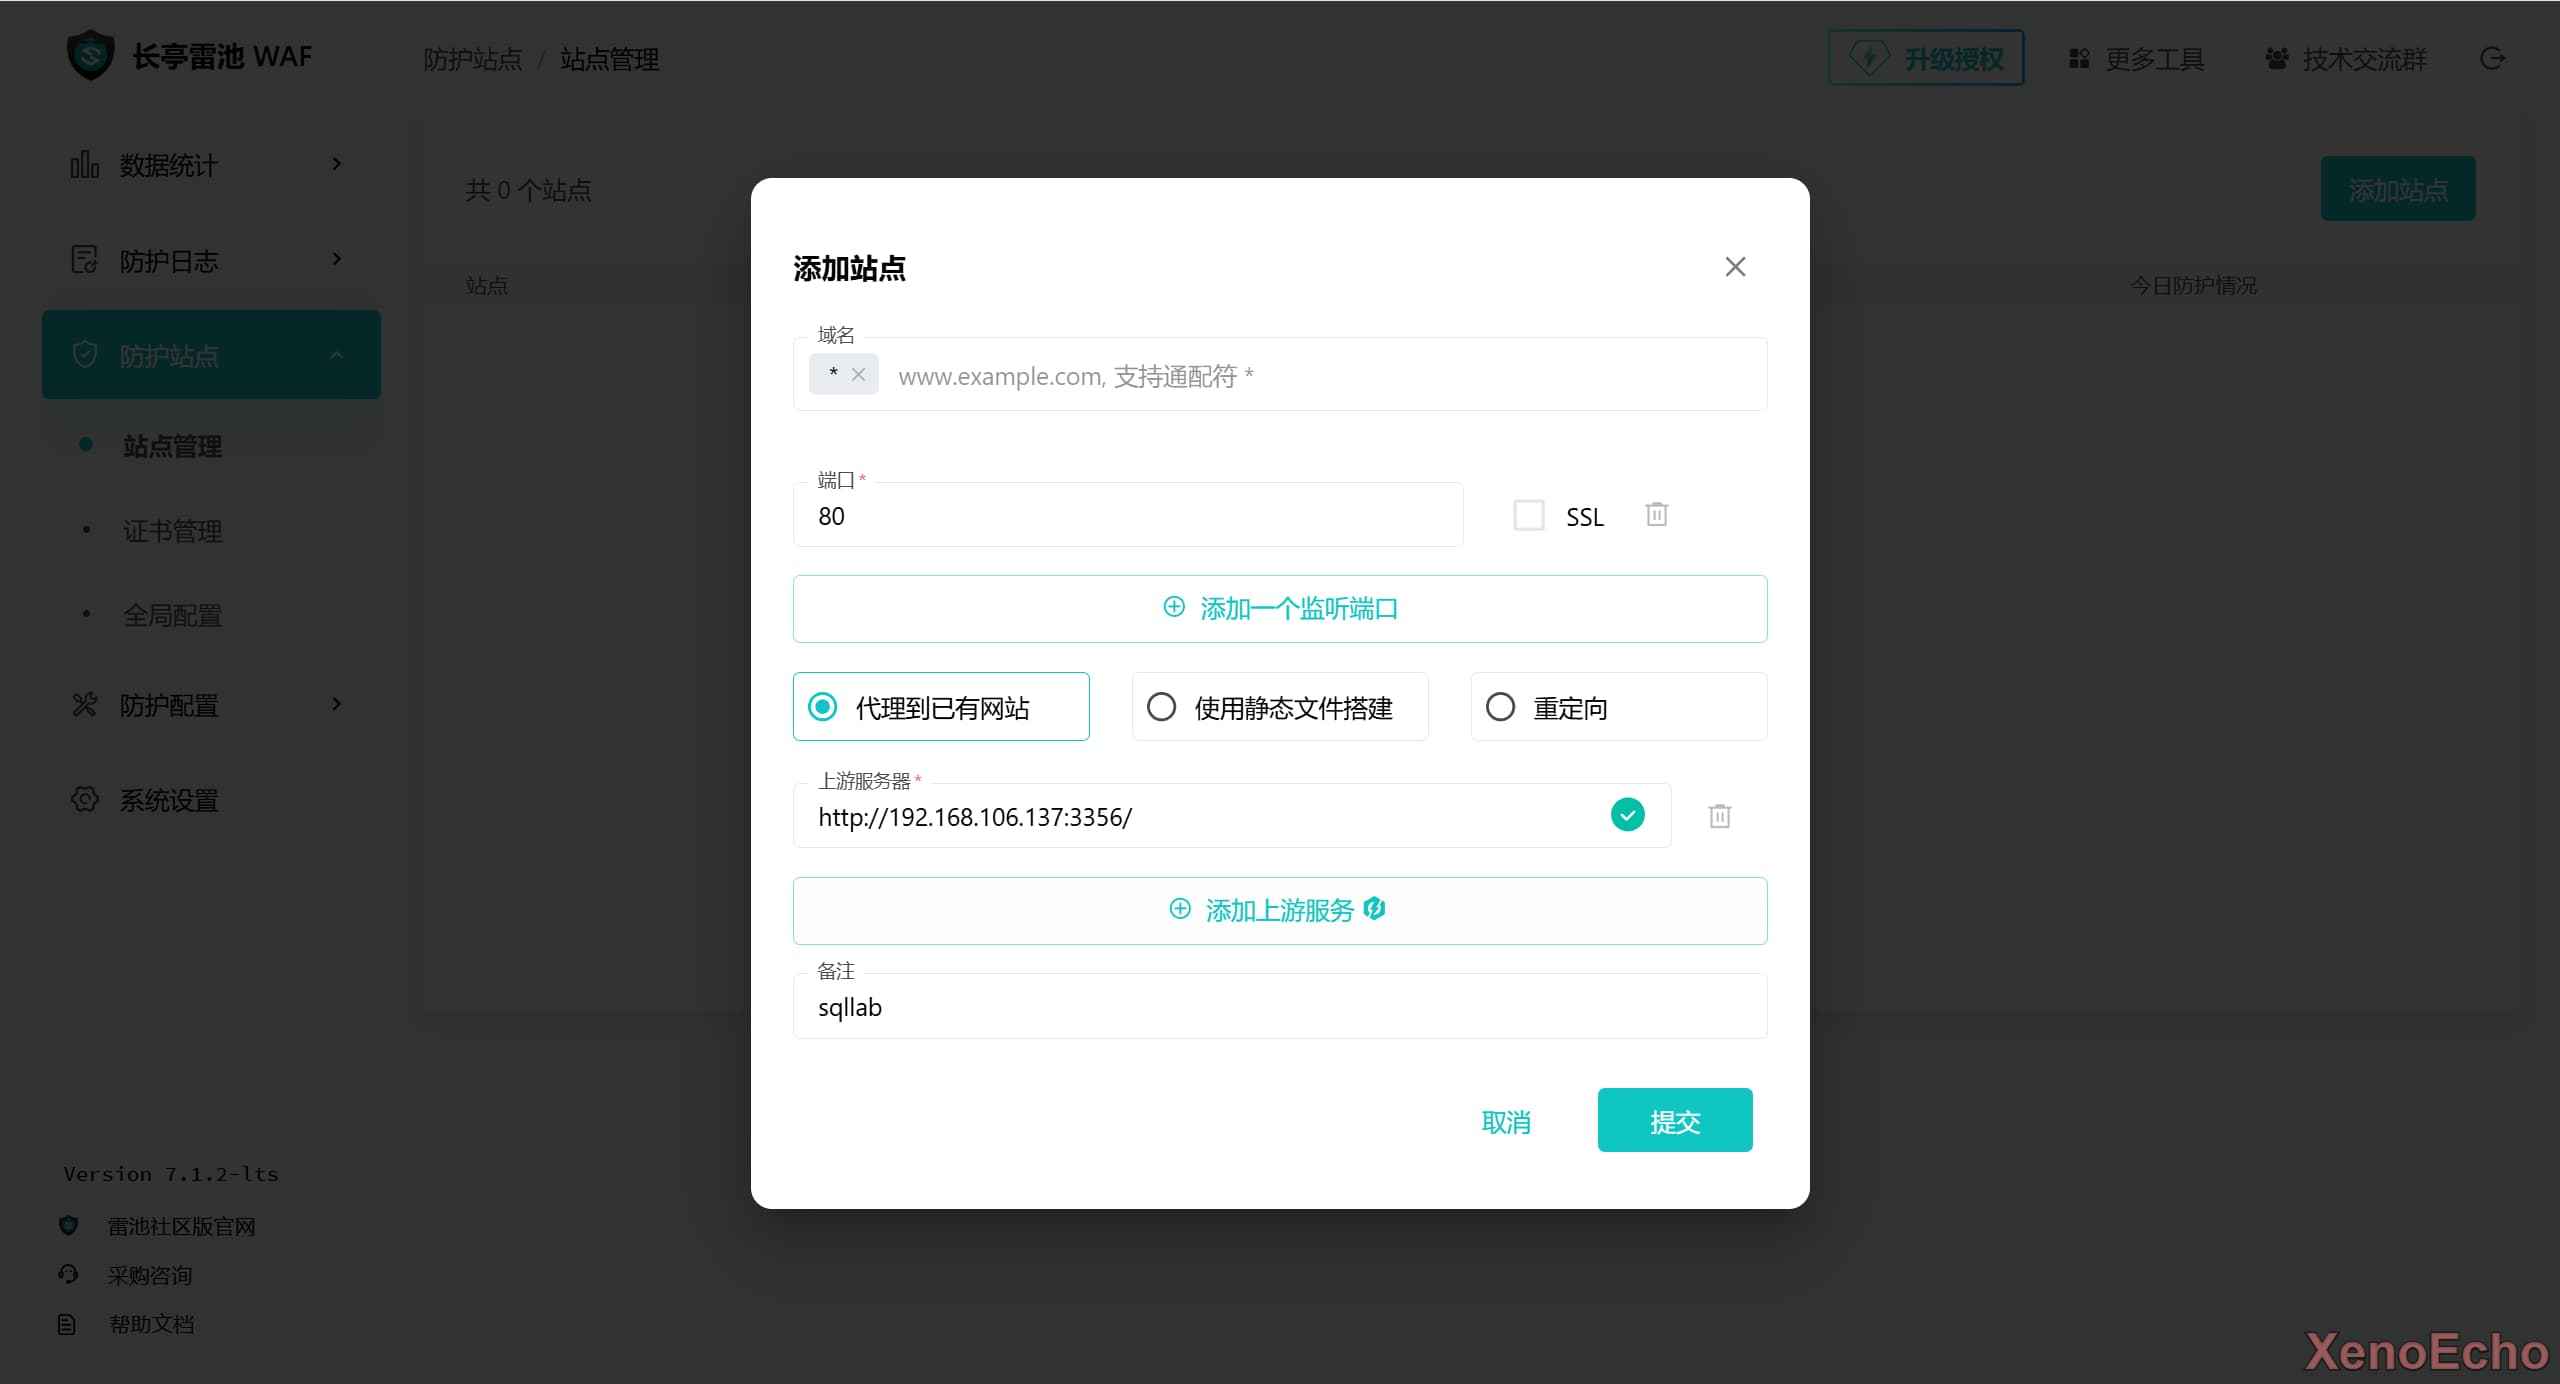 长亭雷池 WAF
防护站点 / 站点管理
升级授权
更多工具
技术交流群
数据统计
防护日志
防护站点
站点管理
证书管理
全局配置
防护配置
系统设置
Version 7.1.2-lts
雷池社区版官网
采购咨询
帮助文档
共 0 个站点
添加站点
站点
今日防护情况
添加站点
域名
* www.example.com, 支持通配符 *
端口 *
80
SSL
添加一个监听端口
代理到已有网站
使用静态文件搭建
重定向
上游服务器 *
http://192.168.106.137:3356/
添加上游服务
备注
sqllab
取消
提交
XenoEcho